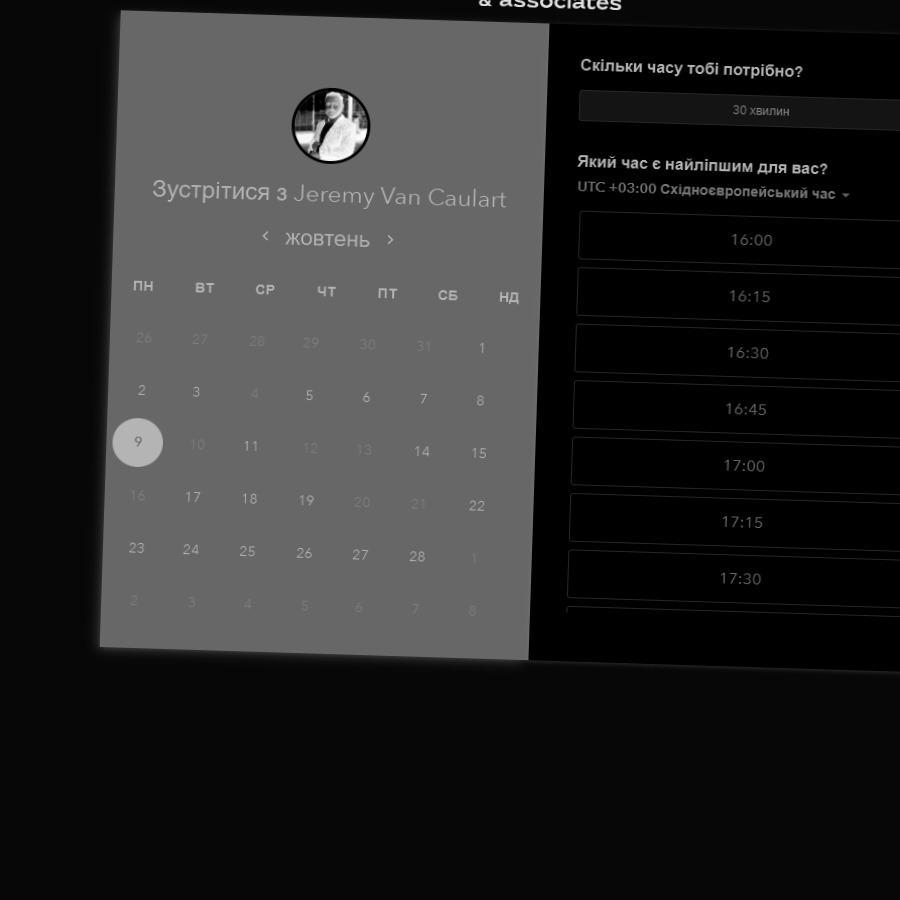 & associates
Зустрітися з Jeremy Van Caulart
жовтень
ПН ВТ СР ЧТ ПТ СБ НД
26 27 28 29 30 31 1
2 3 4 5 6 7 8
9 10 11 12 13 14 15
16 17 18 19 20 21 22
23 24 25 26 27 28 1
2 3 4 5 6 7 8
Скільки часу тобі потрібно?
30 хвилин
Який час є найліпшим для вас?
UTC +03:00 Східноєвропейський час
16:00
16:15
16:30
16:45
17:00
17:15
17:30